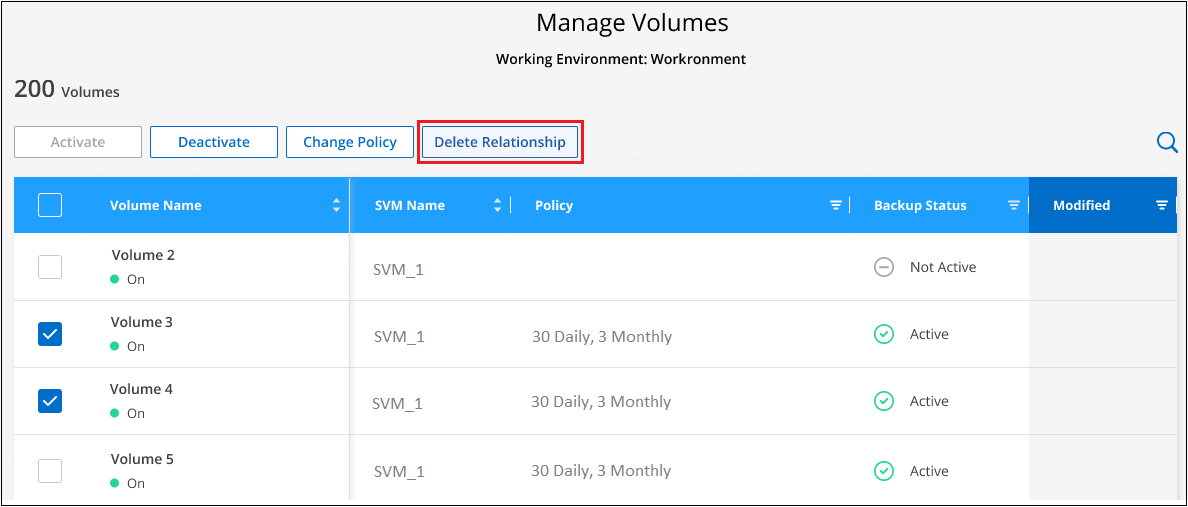 Manage Volumes
Working Environment: Workronment
200 Volumes
Activate Deactivate Change Policy Delete Relationship
Volume Name SVM Name Policy Backup Status Modified
Volume 2
On SVM_1 Not Active
Volume 3
On SVM_1 30 Daily, 3 Monthly Active
Volume 4
On SVM_1 30 Daily, 3 Monthly Active
Volume 5
On SVM_1 30 Daily, 3 Monthly Active